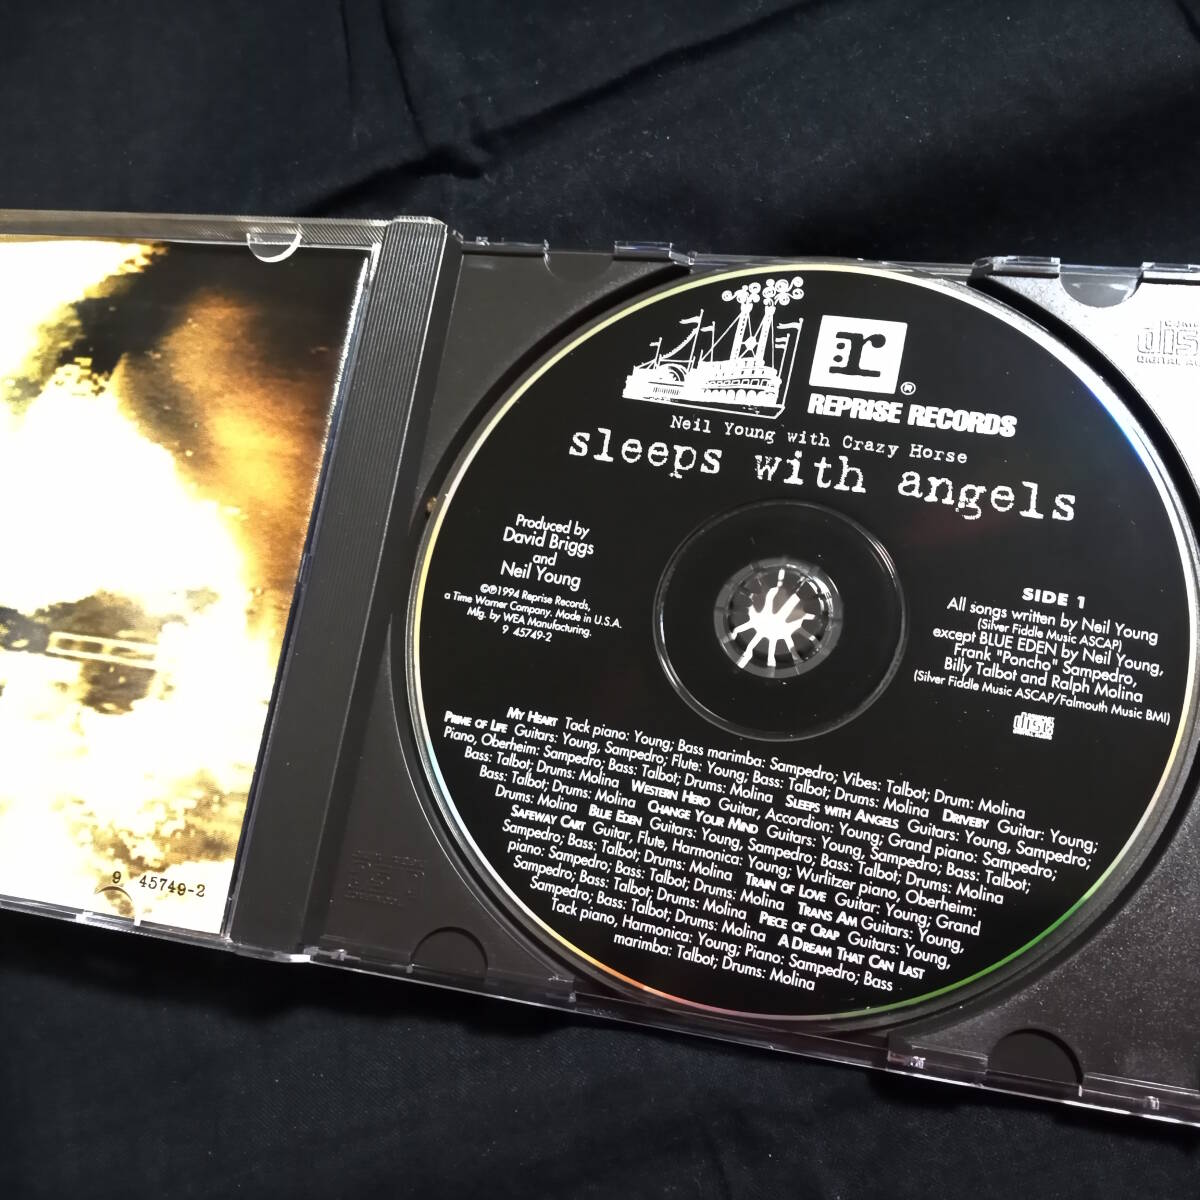 r
®
REPRISE RECORDS
Neil Young with Crazy Horse
sleeps with angels
Produced by
David Briggs
and
Neil Young
©℗1994 Reprise Records,
a Time Warner Company. Made in U.S.A.
Mfg. by WEA Manufacturing.
9 45749-2
SIDE 1
All songs written by Neil Young
(Silver Fiddle Music ASCAP)
except BLUE EDEN by Neil Young,
Frank "Poncho" Sampedro,
Billy Talbot and Ralph Molina
(Silver Fiddle Music ASCAP/Falmouth Music BMI)
disc
DIGITAL AUDIO
MY HEART Tack piano: Young; Bass marimba: Sampedro; Vibes: Talbot; Drum: Molina
PRIME OF LIFE Guitars: Young, Sampedro; Flute: Young; Bass: Talbot; Drums: Molina DRIVEBY Guitar: Young;
Piano, Oberheim: Sampedro; Bass: Talbot; Drums: Molina SLEEPS WITH ANGELS Guitars: Young, Sampedro;
Bass: Talbot; Drums: Molina WESTERN HERO Guitar, Accordion: Young; Grand piano: Sampedro;
Bass: Talbot; Drums: Molina CHANGE YOUR MIND Guitars: Young, Sampedro; Bass: Talbot;
Drums: Molina BLUE EDEN Guitars: Young, Sampedro; Bass: Talbot; Drums: Molina
SAFEWAY CART Guitar, Flute, Harmonica: Young; Wurlitzer piano, Oberheim:
Sampedro; Bass: Talbot; Drums: Molina TRAIN OF LOVE Guitar: Young; Grand
piano: Sampedro; Bass: Talbot; Drums: Molina TRANS AM Guitars: Young,
Sampedro; Bass: Talbot; Drums: Molina PIECE OF CRAP Guitars: Young,
Sampedro; Bass: Talbot; Drums: Molina A DREAM THAT CAN LAST
Tack piano, Harmonica: Young; Piano: Sampedro; Bass
marimba: Talbot; Drums: Molina
9 45749-2